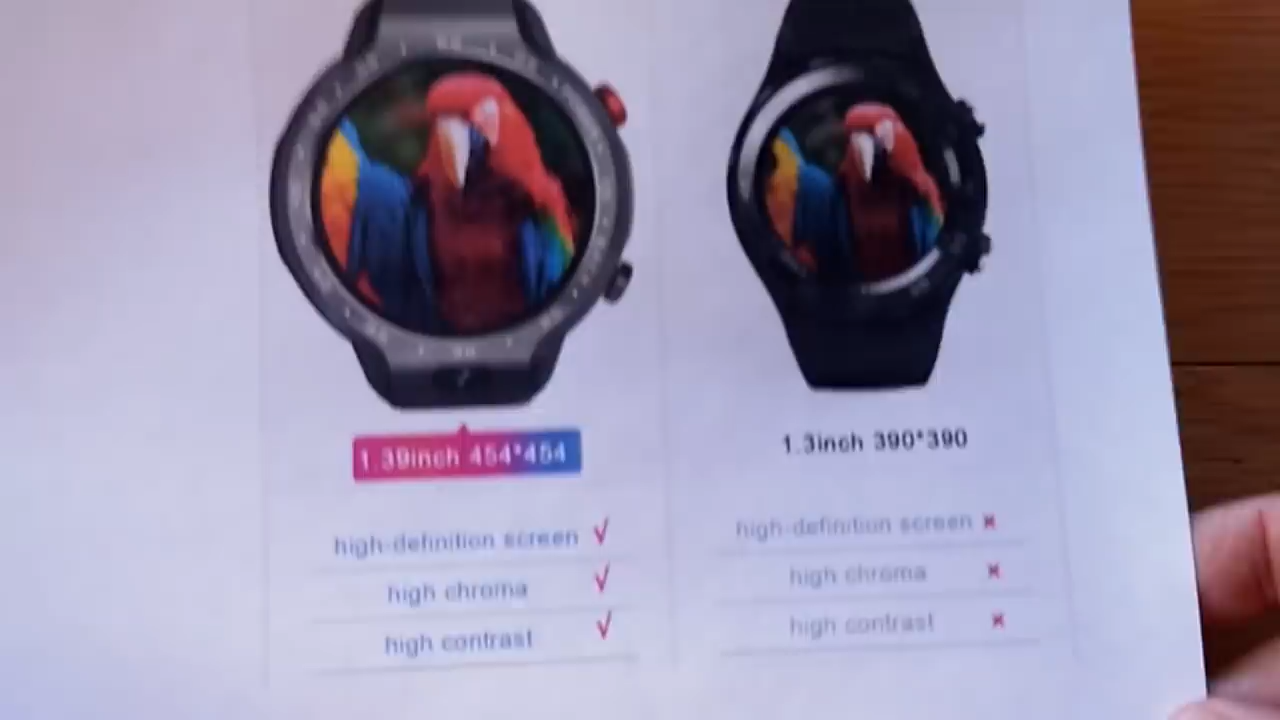 1.39inch 454*454
1.3inch 390*390
high-definition screen √
high-definition screen ×
high chroma √
high chroma ×
high contrast √
high contrast ×